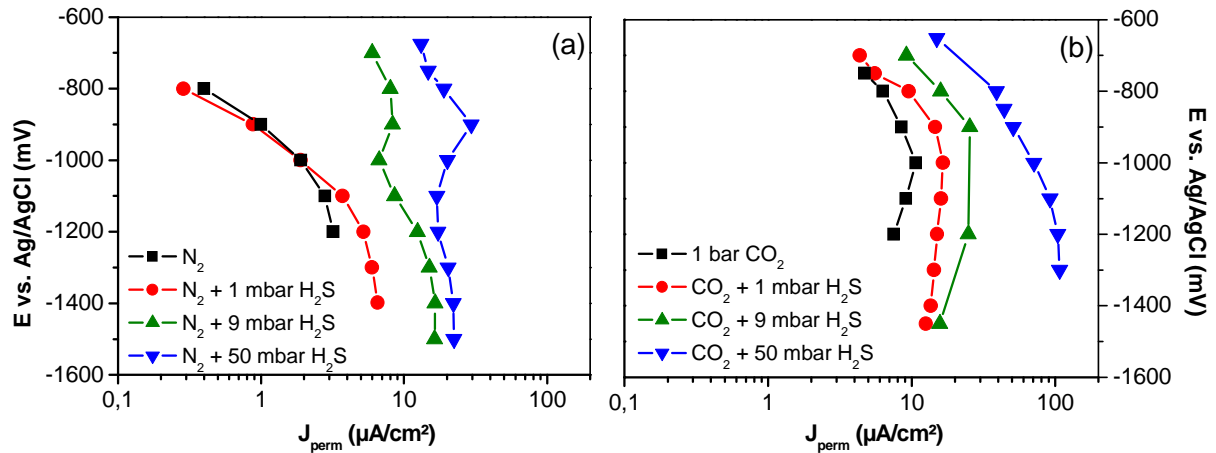 (a)
-600
-800
-1000
-1200
-1400
-1600
E vs. Ag/AgCl (mV)
N₂
N₂ + 1 mbar H₂S
N₂ + 9 mbar H₂S
N₂ + 50 mbar H₂S
0,1 1 10 100
J_perm (µA/cm²)
(b)
-600
-800
-1000
-1200
-1400
-1600
E vs. Ag/AgCl (mV)
1 bar CO₂
CO₂ + 1 mbar H₂S
CO₂ + 9 mbar H₂S
CO₂ + 50 mbar H₂S
0,1 1 10 100
J_perm (µA/cm²)